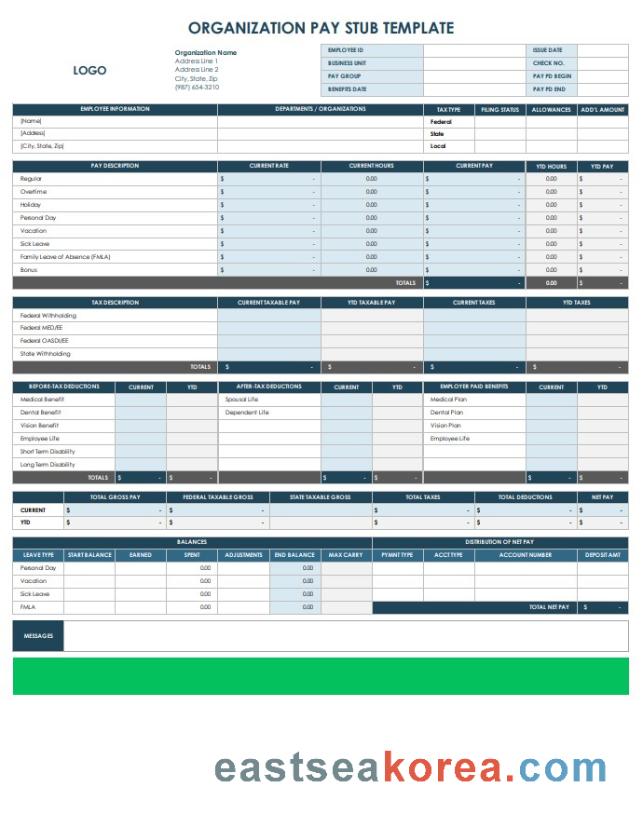 ORGANIZATION PAY STUB TEMPLATE
LOGO
Organization Name
Address Line 1
Address Line 2
City, State, Zip
(987) 654-3210
EMPLOYEE ID ISSUE DATE
BUSINESS UNIT CHECK NO.
PAY GROUP PAY PD BEGIN
BENEFITS DATE PAY PD END
EMPLOYEE INFORMATION DEPARTMENTS / ORGANIZATIONS TAX TYPE FILING STATUS ALLOWANCES ADD'L AMOUNT
[Name] Federal
[Address] State
[City, State, Zip] Local
PAY DESCRIPTION CURRENT RATE CURRENT HOURS CURRENT PAY YTD HOURS YTD PAY
Regular $ - 0.00 $ - 0.00 $ -
Overtime $ - 0.00 $ - 0.00 $ -
Holiday $ - 0.00 $ - 0.00 $ -
Personal Day $ - 0.00 $ - 0.00 $ -
Vacation $ - 0.00 $ - 0.00 $ -
Sick Leave $ - 0.00 $ - 0.00 $ -
Family Leave of Absence (FMLA) $ - 0.00 $ - 0.00 $ -
Bonus $ - 0.00 $ - 0.00 $ -
TOTALS $ - 0.00 $ -
TAX DESCRIPTION CURRENT TAXABLE PAY YTD TAXABLE PAY CURRENT TAXES YTD TAXES
Federal Withholding
Federal MED/EE
Federal OASDI/EE
State Withholding
TOTALS $ - $ - $ - $ -
BEFORE-TAX DEDUCTIONS CURRENT YTD AFTER-TAX DEDUCTIONS CURRENT YTD EMPLOYER PAID BENEFITS CURRENT YTD
Medical Benefit Spousal Life Medical Plan
Dental Benefit Dependent Life Dental Plan
Vision Benefit Vision Plan
Employee Life Employee Life
Short Term Disability
Long Term Disability
TOTALS $ - $ - $ - $ - $ - $ -
TOTAL GROSS PAY FEDERAL TAXABLE GROSS STATE TAXABLE GROSS TOTAL TAXES TOTAL DEDUCTIONS NET PAY
CURRENT $ - $ - $ - $ - $ -
YTD $ - $ - $ - $ - $ -
BALANCES DISTRIBUTION OF NET PAY
LEAVE TYPE START BALANCE EARNED SPENT ADJUSTMENTS END BALANCE MAX CARRY PYMNT TYPE ACCT TYPE ACCOUNT NUMBER DEPOSIT AMT
Personal Day 0.00 0.00
Vacation 0.00 0.00
Sick Leave 0.00 0.00
FMLA 0.00 0.00 TOTAL NET PAY $ -
MESSAGES
eastseakorea.com